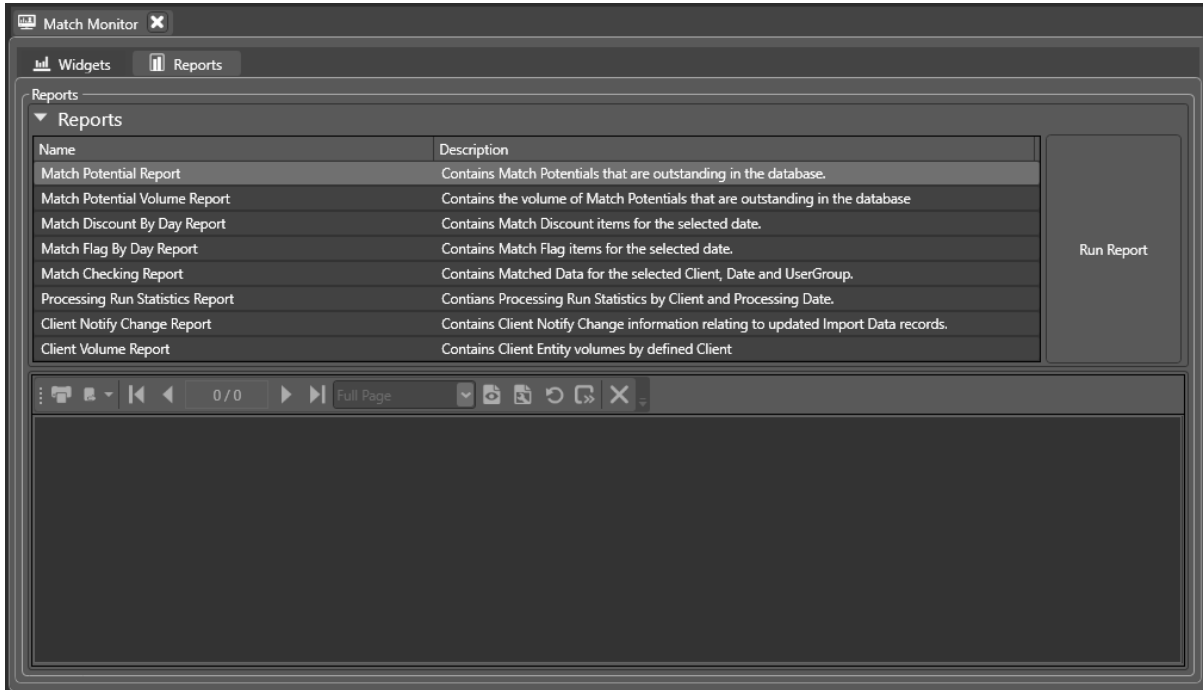 Match Monitor
Widgets Reports
Reports
Reports
Name Description
Match Potential Report Contains Match Potentials that are outstanding in the database.
Match Potential Volume Report Contains the volume of Match Potentials that are outstanding in the database
Match Discount By Day Report Contains Match Discount items for the selected date.
Match Flag By Day Report Contains Match Flag items for the selected date.
Run Report
Match Checking Report Contains Matched Data for the selected Client, Date and UserGroup.
Processing Run Statistics Report Contians Processing Run Statistics by Client and Processing Date.
Client Notify Change Report Contains Client Notify Change information relating to updated Import Data records.
Client Volume Report Contains Client Entity volumes by defined Client
0/0 Full Page